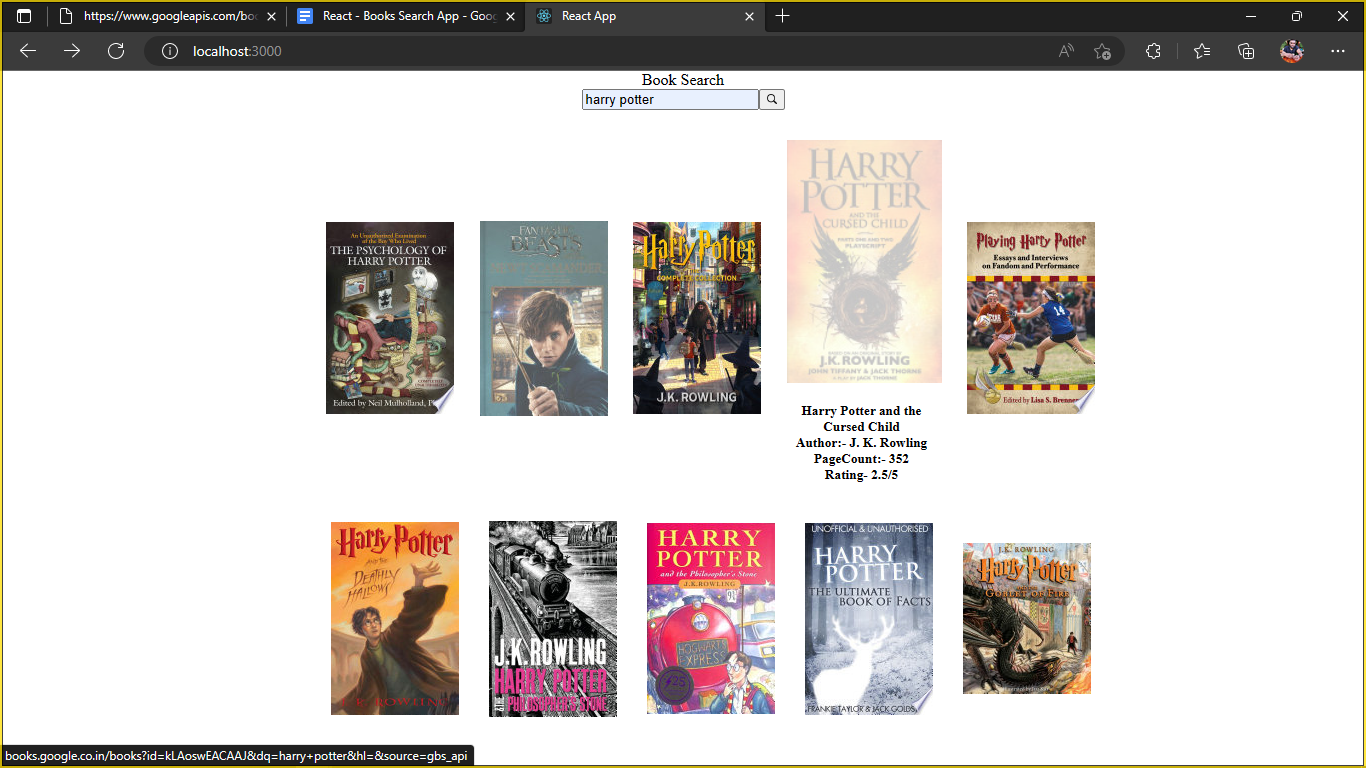 https://www.googleapis.com/boo
React - Books Search App - Goog
React App
localhost:3000
Book Search
harry potter
An Unauthorized Examination
of the Boy Who Lived
THE PSYCHOLOGY OF
HARRY POTTER
Edited by Neil Mulholland, P
FANTASTIC
BEASTS
Harry Potter
COMPLETE COLLECTION
J.K. ROWLING
HARRY
POTTER
AND THE
CURSED CHILD
PARTS ONE AND TWO
PLAYSCRIPT
J.K. ROWLING
JOHN TIFFANY & JACK THORNE
A PLAY BY JACK THORNE
Harry Potter and the
Cursed Child
Author:- J. K. Rowling
PageCount:- 352
Rating- 2.5/5
Playing Harry Potter
Essays and Interviews
on Fandom and Performance
14
Edited by Lisa S. Brenner
Harry Potter
AND THE
DEATHLY
HALLOWS
J.K. ROWLING
J.K. ROWLING
HARRY POTTER
& THE
PHILOSOPHER'S STONE
HARRY
POTTER
and the Philosopher's Stone
J.K.ROWLING
9¾
HOGWARTS
EXPRESS
25
UNOFFICIAL & UNAUTHORISED
HARRY
POTTER
THE ULTIMATE
BOOK OF FACTS
FRANKIE TAYLOR & JACK GOLDS
J.K. ROWLING
Harry Potter
GOBLET OF FIRE
books.google.co.in/books?id=kLAoswEACAAJ&dq=harry+potter&hl=&source=gbs_api